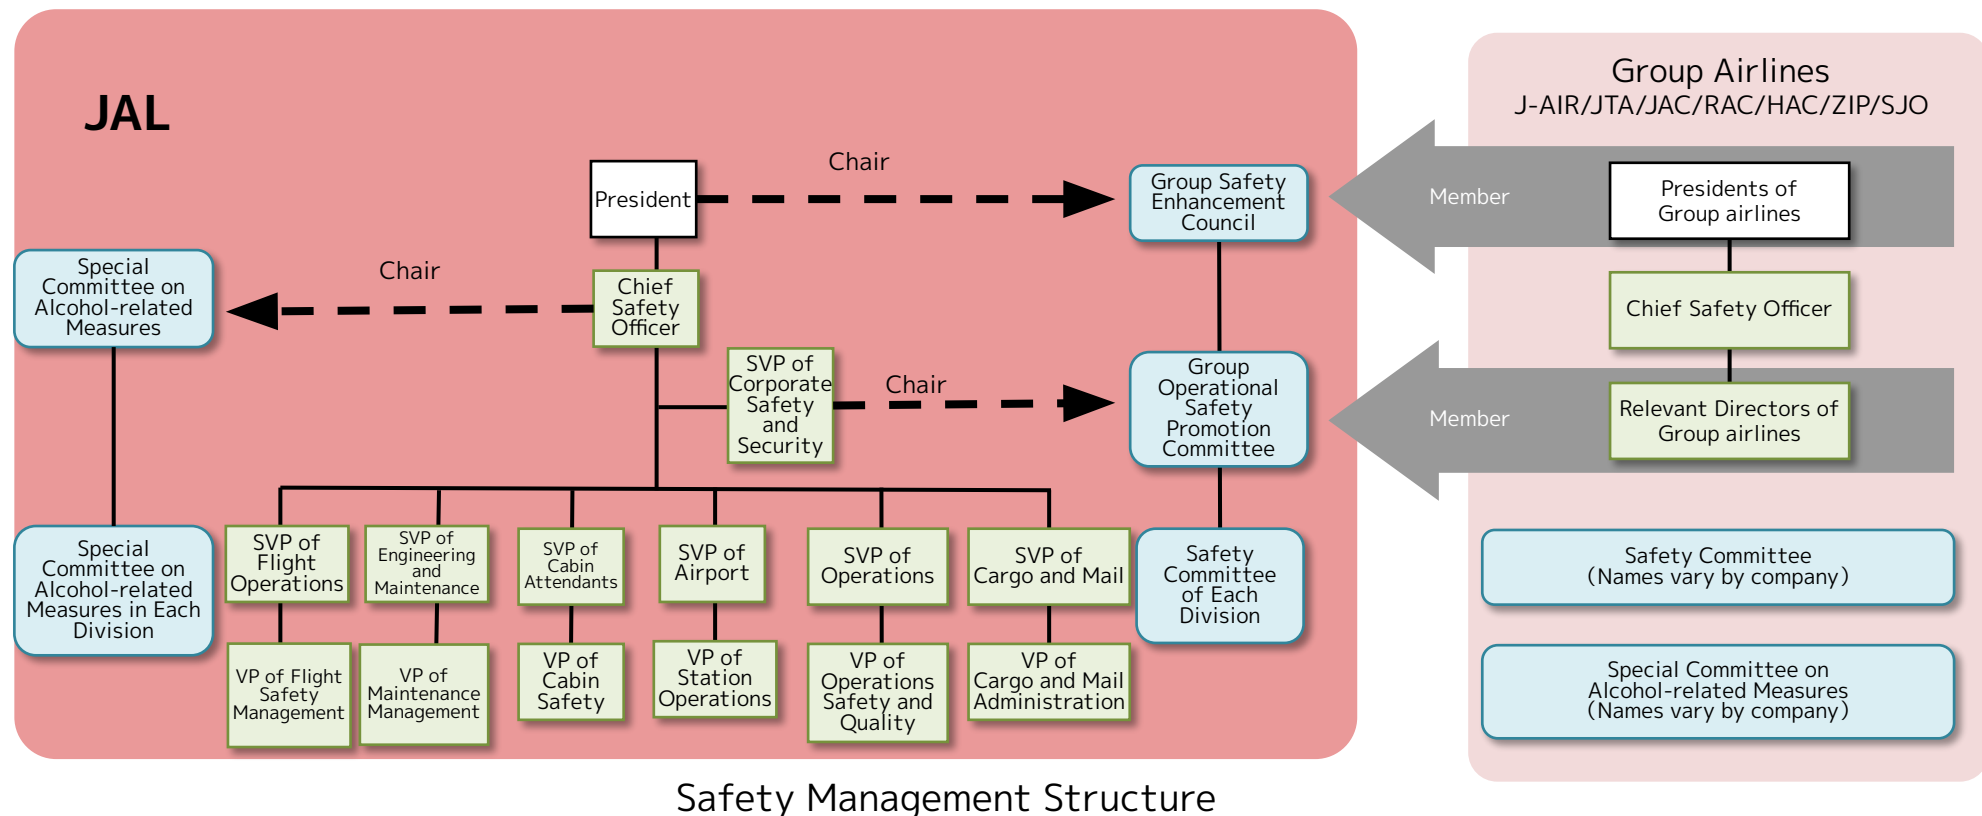 JAL
President
Chair
Group Safety
Enhancement
Council
Special
Committee on
Alcohol-related
Measures
Chair
Chief
Safety
Officer
SVP of
Corporate
Safety
and
Security
Chair
Group
Operational
Safety
Promotion
Committee
SVP of
Flight
Operations
SVP of
Engineering
and
Maintenance
SVP of
Cabin
Attendants
SVP of
Airport
SVP of
Operations
SVP of
Cargo and Mail
Safety
Committee
of Each
Division
Special
Committee on
Alcohol-related
Measures in Each
Division
VP of Flight
Safety
Management
VP of
Maintenance
Management
VP of
Cabin
Safety
VP of
Station
Operations
VP of
Operations
Safety and
Quality
VP of
Cargo and Mail
Administration
Group Airlines
J-AIR/JTA/JAC/RAC/HAC/ZIP/SJO
Member
Presidents of
Group airlines
Chief Safety Officer
Member
Relevant Directors of
Group airlines
Safety Committee
(Names vary by company)
Special Committee on
Alcohol-related Measures
(Names vary by company)
Safety Management Structure